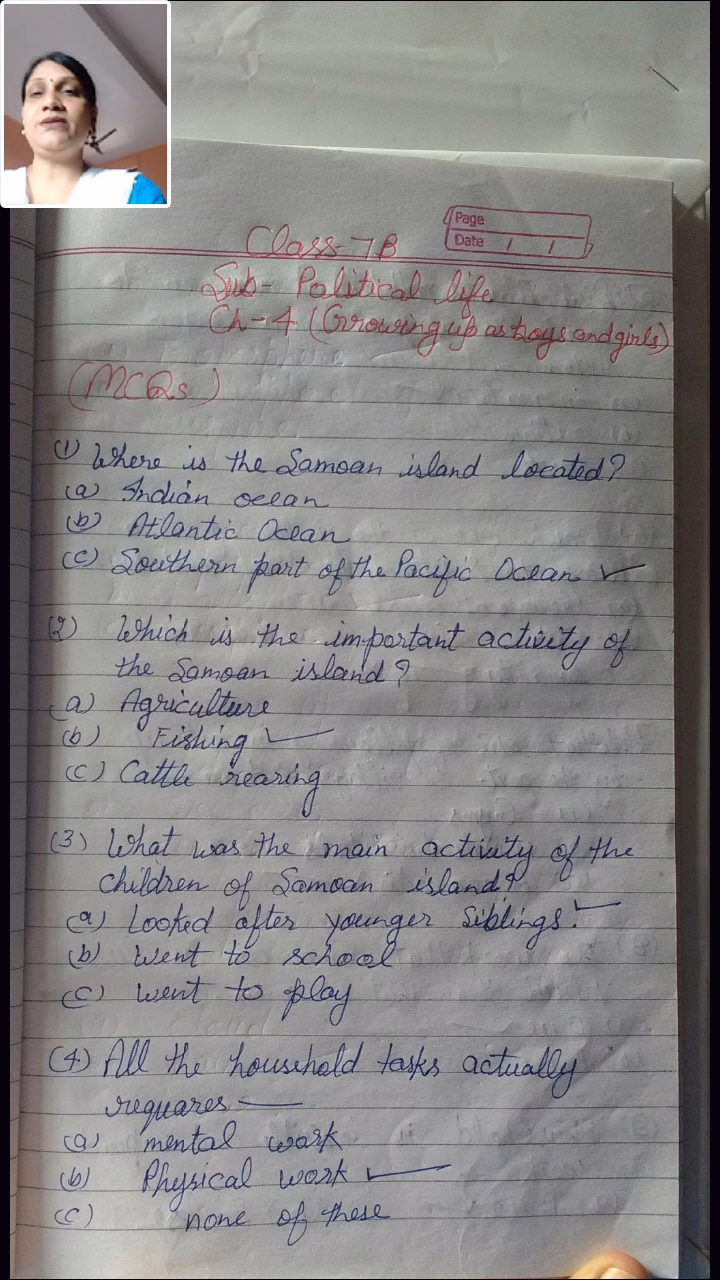 Page
Date / /
Class-7B
Sub- Political life
Ch-4 (Growing up as boys and girls)
(MCQs)
(1) Where is the Samoan island located?
(a) Indian ocean
(b) Atlantic Ocean
(c) Southern part of the Pacific Ocean ✓
(2) Which is the important activity of
the Samoan island?
(a) Agriculture
(b) Fishing ✓
(c) Cattle rearing
(3) What was the main activity of the
children of Samoan island?
(a) Looked after younger siblings. ✓
(b) Went to school
(c) went to play
(4) All the household tasks actually
requares —
(a) mental work
(b) Physical work ✓
(c) none of these